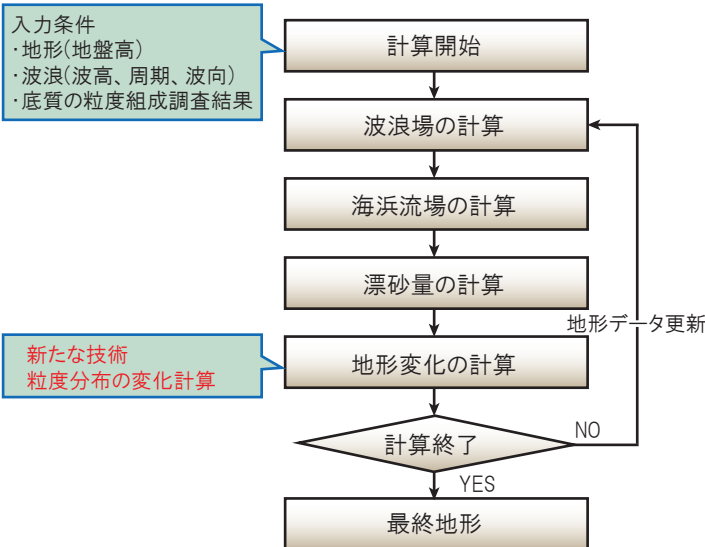 入力条件
・地形(地盤高)
・波浪(波高、周期、波向)
・底質の粒度組成調査結果
計算開始
波浪場の計算
海浜流場の計算
漂砂量の計算
地形データ更新
新たな技術
粒度分布の変化計算
地形変化の計算
計算終了
NO
YES
最終地形